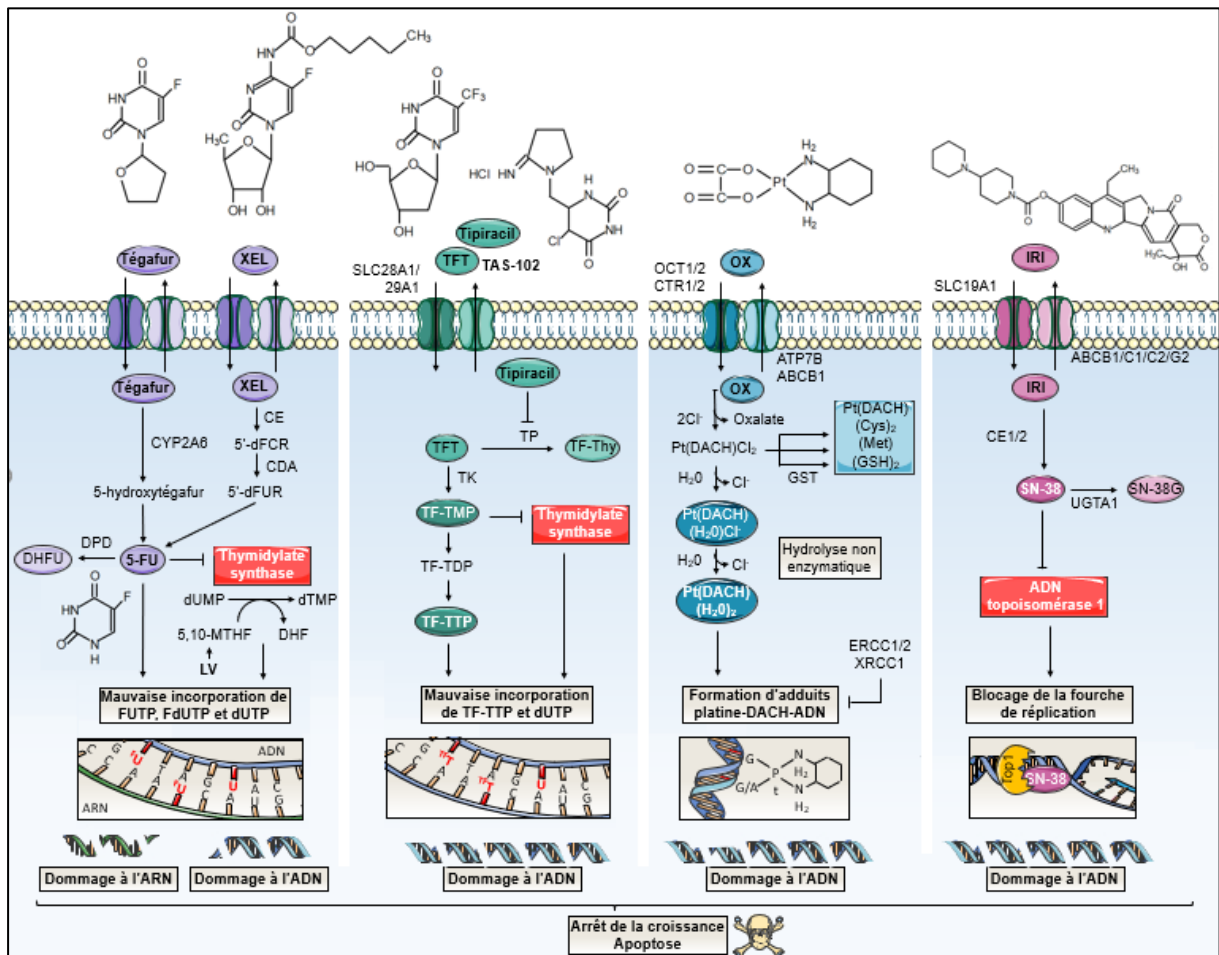 Tégafur
XEL
Tipiracil
TFT
TAS-102
SLC28A1/
29A1
OCT1/2
CTR1/2
OX
SLC19A1
IRI
ATP7B
ABCB1
ABCB1/C1/C2/G2
Tégafur
CYP2A6
5-hydroxytégafur
XEL
CE
5'-dFCR
CDA
5'-dFUR
DHFU
DPD
5-FU
Thymidylate
synthase
dUMP
dTMP
5,10-MTHF
DHF
LV
Mauvaise incorporation de
FUTP, FdUTP et dUTP
ADN
ARN
Dommage à l'ARN
Dommage à l'ADN
Tipiracil
TFT
TP
TF-Thy
TK
TF-TMP
Thymidylate
synthase
TF-TDP
TF-TTP
Mauvaise incorporation
de TF-TTP et dUTP
Dommage à l'ADN
OX
2Cl-
Oxalate
Pt(DACH)Cl₂
GST
Pt(DACH)
(Cys)₂
(Met)
(GSH)₂
H₂0
Cl-
Pt(DACH)
(H₂0)Cl-
H₂0
Cl-
Hydrolyse non
enzymatique
Pt(DACH)
(H₂0)₂
ERCC1/2
XRCC1
Formation d'adduits
platine-DACH-ADN
Dommage à l'ADN
IRI
CE1/2
SN-38
UGTA1
SN-38G
ADN
topoisomérase 1
Blocage de la fourche
de réplication
Top1
SN-38
Dommage à l'ADN
Arrêt de la croissance
Apoptose